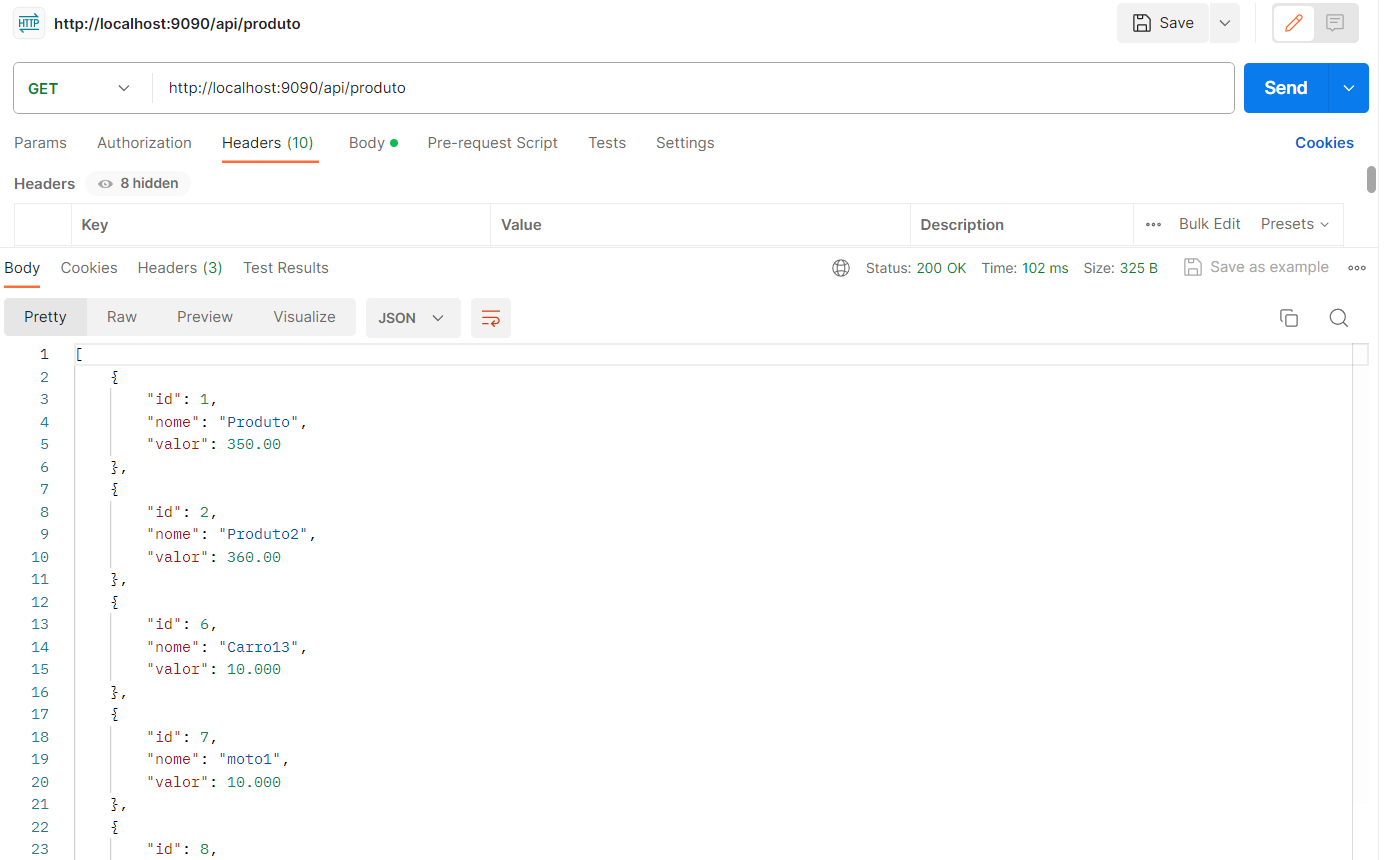 HTTP http://localhost:9090/api/produto Save
GET http://localhost:9090/api/produto Send
Params Authorization Headers (10) Body Pre-request Script Tests Settings Cookies
Headers 8 hidden
Key Value Description Bulk Edit Presets
Body Cookies Headers (3) Test Results Status: 200 OK Time: 102 ms Size: 325 B Save as example
Pretty Raw Preview Visualize JSON
1 [
2 {
3 "id": 1,
4 "nome": "Produto",
5 "valor": 350.00
6 },
7 {
8 "id": 2,
9 "nome": "Produto2",
10 "valor": 360.00
11 },
12 {
13 "id": 6,
14 "nome": "Carro13",
15 "valor": 10.000
16 },
17 {
18 "id": 7,
19 "nome": "moto1",
20 "valor": 10.000
21 },
22 {
23 "id": 8,